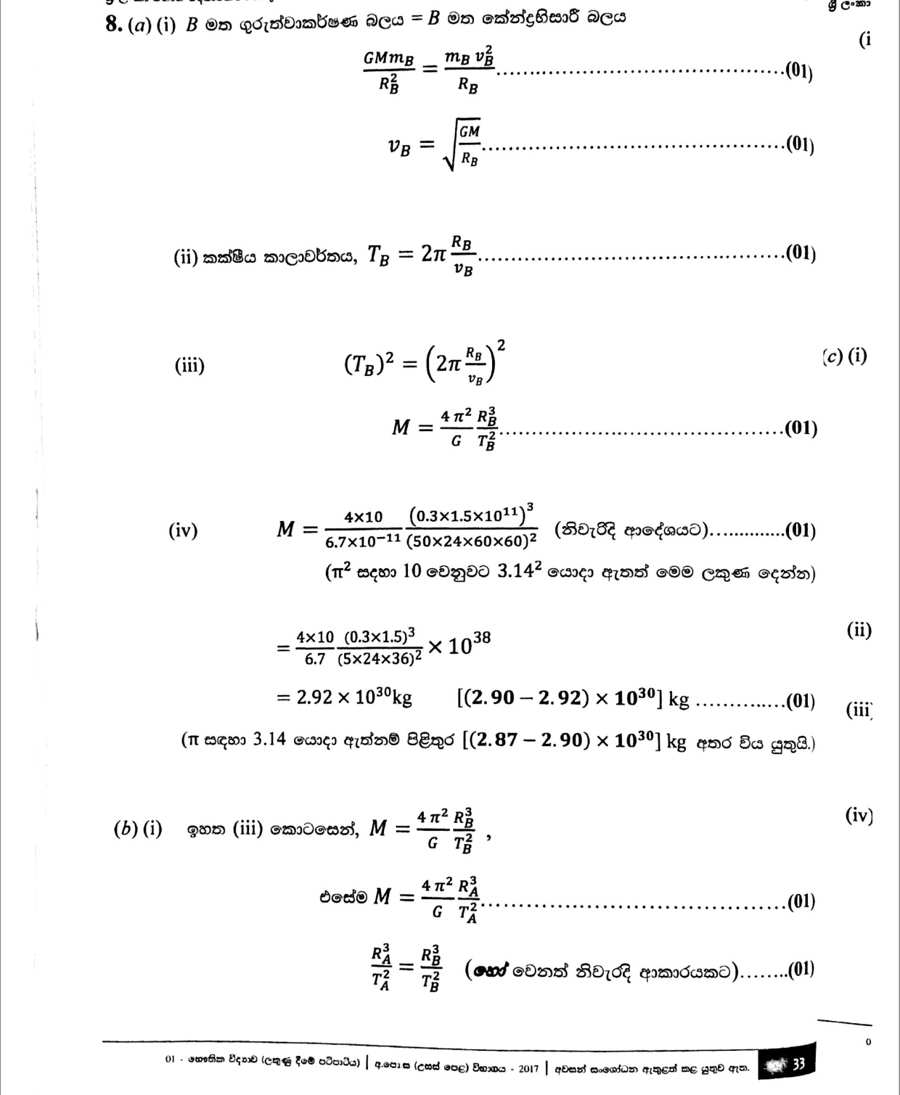 ශ්‍රී ලංකා
8. (a) (i) B මත ගුරුත්වාකර්ෂණ බලය = B මත කේන්ද්‍රභිසාරී බලය
(i
GMm_B / R_B^2 = m_B v_B^2 / R_B ............(01)
v_B = √(GM / R_B) ............(01)
(ii) කක්ෂීය කාලාවර්තය, T_B = 2π R_B / v_B ............(01)
(iii) (T_B)^2 = (2π R_B / v_B)^2
(c) (i)
M = 4π^2 / G R_B^3 / T_B^2 ............(01)
(iv) M = 4×10 / 6.7×10^−11 (0.3×1.5×10^11)^3 / (50×24×60×60)^2 (නිවැරිදි ආදේශයට)..............(01)
(π^2 සඳහා 10 වෙනුවට 3.14^2 යොදා ඇතත් මෙම ලකුණ දෙන්න)
(ii)
= 4×10 / 6.7 (0.3×1.5)^3 / (5×24×36)^2 × 10^38
= 2.92 × 10^30 kg [(2.90 − 2.92) × 10^30] kg ..............(01)
(iii)
(π සඳහා 3.14 යොදා ඇත්නම් පිළිතුර [(2.87 − 2.90) × 10^30] kg අතර විය යුතුයි.)
(iv)
(b) (i) ඉහත (iii) කොටසෙන්, M = 4π^2 / G R_B^3 / T_B^2 ,
එසේම M = 4π^2 / G R_A^3 / T_A^2 ............(01)
R_A^3 / T_A^2 = R_B^3 / T_B^2 (හෝ වෙනත් නිවැරදි ආකාරයකට)........(01)
01 - භෞතික විද්‍යාව (ලකුණු දීමේ පටිපාටිය) | අ.පො.ස (උසස් පෙළ) විභාගය - 2017 | අවසන් සංශෝධන ඇතුළත් කළ යුතුව ඇත.
33